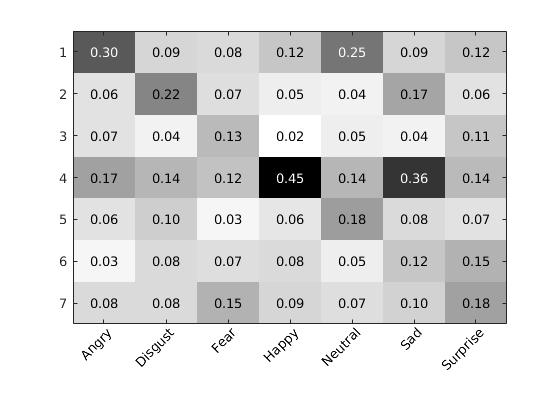 1 0.30 0.09 0.08 0.12 0.25 0.09 0.12
2 0.06 0.22 0.07 0.05 0.04 0.17 0.06
3 0.07 0.04 0.13 0.02 0.05 0.04 0.11
4 0.17 0.14 0.12 0.45 0.14 0.36 0.14
5 0.06 0.10 0.03 0.06 0.18 0.08 0.07
6 0.03 0.08 0.07 0.08 0.05 0.12 0.15
7 0.08 0.08 0.15 0.09 0.07 0.10 0.18
Angry Disgust Fear Happy Neutral Sad Surprise